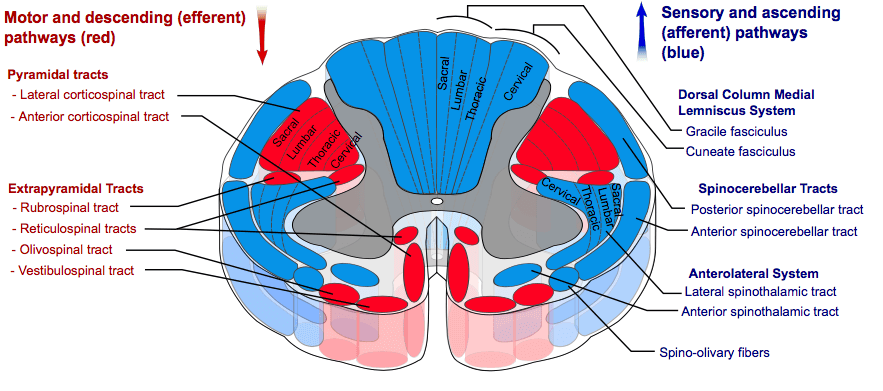 Motor and descending (efferent)
pathways (red)
Sensory and ascending
(afferent) pathways
(blue)
Pyramidal tracts
- Lateral corticospinal tract
- Anterior corticospinal tract
Extrapyramidal Tracts
- Rubrospinal tract
- Reticulospinal tracts
- Olivospinal tract
- Vestibulospinal tract
Sacral
Lumbar
Thoracic
Cervical
Sacral
Lumbar
Thoracic
Cervical
Cervical
Thoracic
Lumbar
Sacral
Dorsal Column Medial
Lemniscus System
Gracile fasciculus
Cuneate fasciculus
Spinocerebellar Tracts
Posterior spinocerebellar tract
Anterior spinocerebellar tract
Anterolateral System
Lateral spinothalamic tract
Anterior spinothalamic tract
Spino-olivary fibers